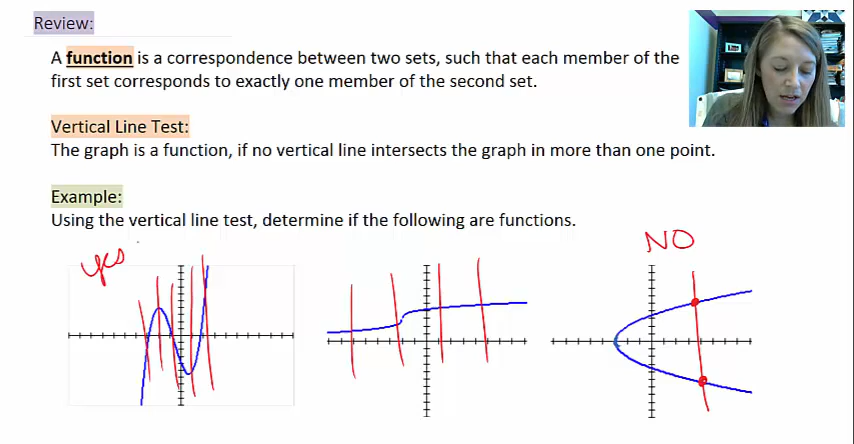 Review:
A function is a correspondence between two sets, such that each member of the
first set corresponds to exactly one member of the second set.
Vertical Line Test:
The graph is a function, if no vertical line intersects the graph in more than one point.
Example:
Using the vertical line test, determine if the following are functions.
yes
NO